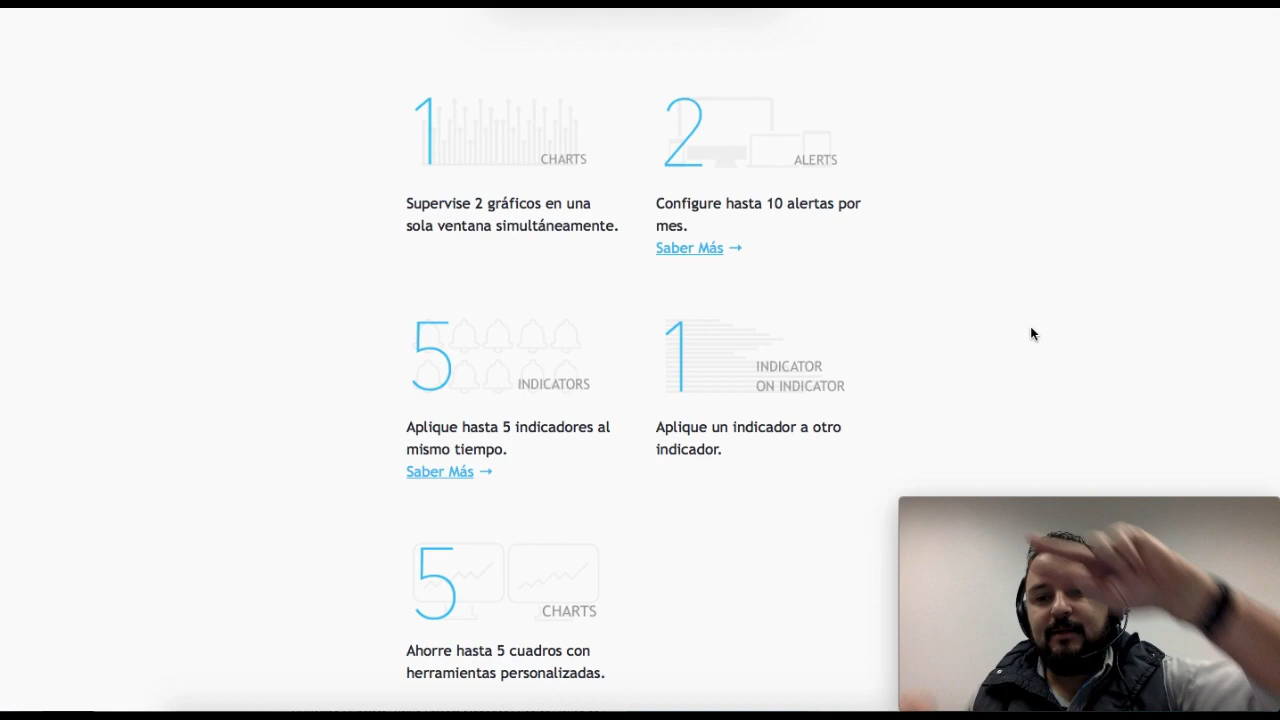 1
CHARTS
Supervise 2 gráficos en una
sola ventana simultáneamente.
2
ALERTS
Configure hasta 10 alertas por
mes.
Saber Más →
5
INDICATORS
Aplique hasta 5 indicadores al
mismo tiempo.
Saber Más →
1
INDICATOR
ON INDICATOR
Aplique un indicador a otro
indicador.
5
CHARTS
Ahorre hasta 5 cuadros con
herramientas personalizadas.